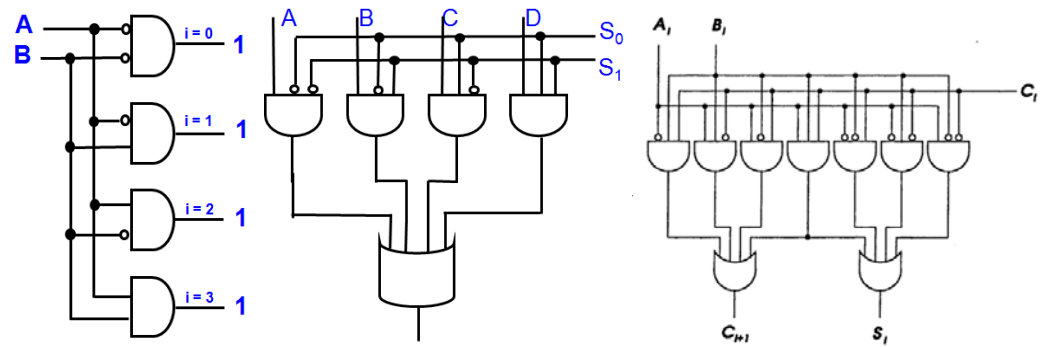 A
B
i = 0
1
i = 1
1
i = 2
1
i = 3
1
A
B
C
D
S0
S1
Ai
Bi
Ci
Ci+1
Si